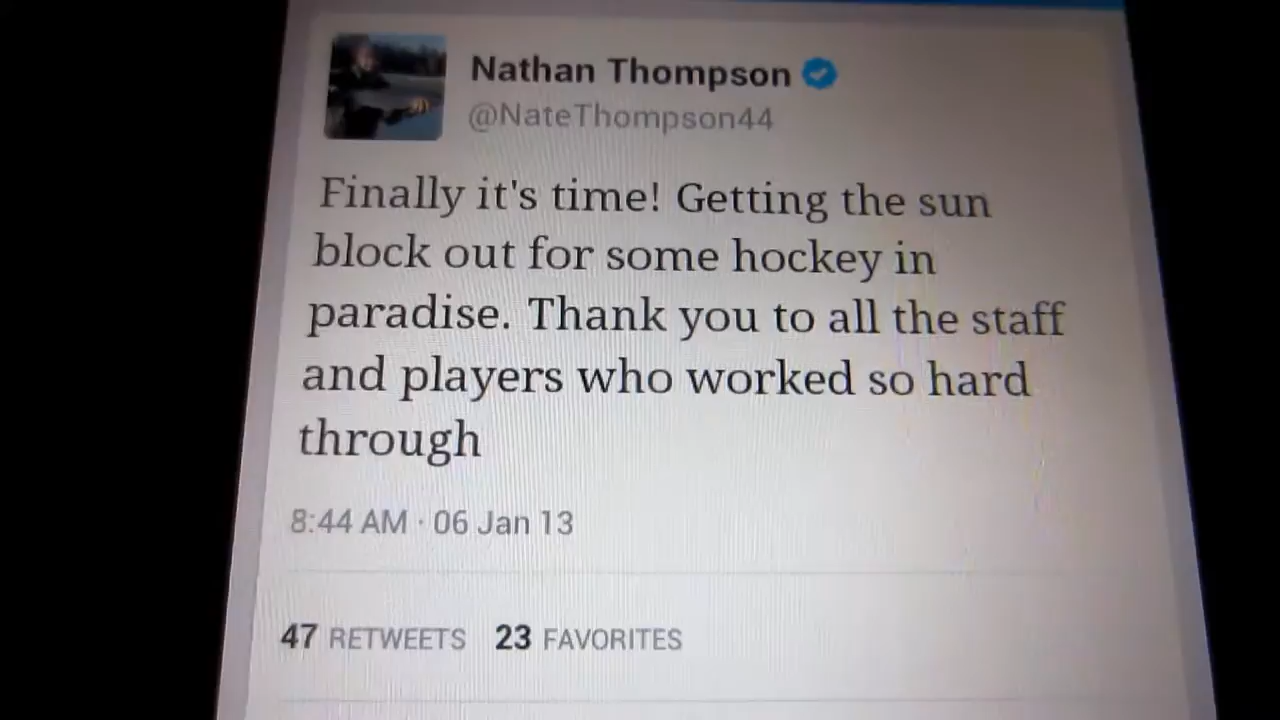 Nathan Thompson
@NateThompson44
Finally it's time! Getting the sun
block out for some hockey in
paradise. Thank you to all the staff
and players who worked so hard
through
8:44 AM · 06 Jan 13
47 RETWEETS 23 FAVORITES